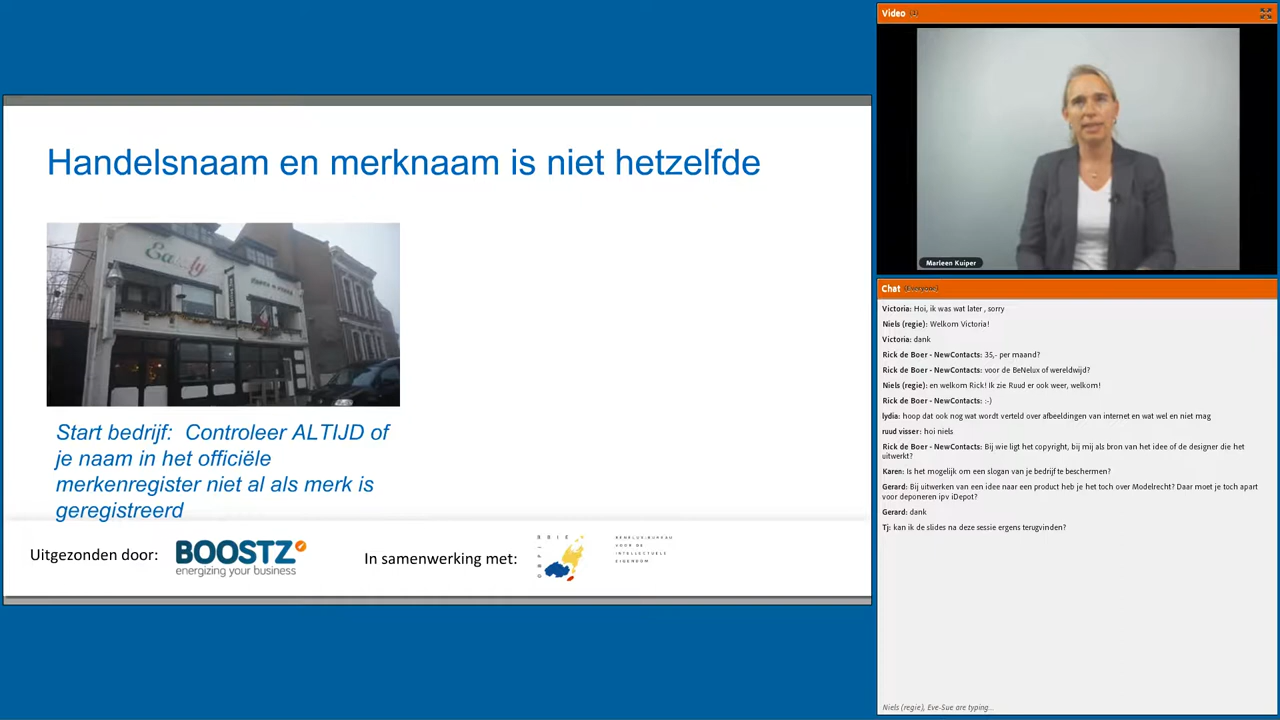 Handelsnaam en merknaam is niet hetzelfde
Start bedrijf: Controleer ALTIJD of
je naam in het officiële
merkenregister niet al als merk is
geregistreerd
Uitgezonden door:
BOOSTZ
energizing your business
In samenwerking met:
BENELUX-BUREAU
VOOR DE
INTELLECTUELE
EIGENDOM
Video
Marleen Kuiper
Chat (Everyone)
Victoria: Hoi, ik was wat later , sorry
Niels (regie): Welkom Victoria!
Victoria: dank
Rick de Boer - NewContacts: 35,- per maand?
Rick de Boer - NewContacts: voor de BeNelux of wereldwijd?
Niels (regie): en welkom Rick! Ik zie Ruud er ook weer, welkom!
Rick de Boer - NewContacts: :-)
lydia: hoop dat ook nog wat wordt verteld over afbeeldingen van internet en wat wel en niet mag
ruud visser: hoi niels
Rick de Boer - NewContacts: Bij wie ligt het copyright, bij mij als bron van het idee of de designer die het
uitwerkt?
Karen: Is het mogelijk om een slogan van je bedrijf te beschermen?
Gerard: Bij uitwerken van een idee naar een product heb je het toch over Modelrecht? Daar moet je toch apart
voor deponeren ipv iDepot?
Gerard: dank
Tj: kan ik de slides na deze sessie ergens terugvinden?
Niels (regie), Eve-Sue are typing...